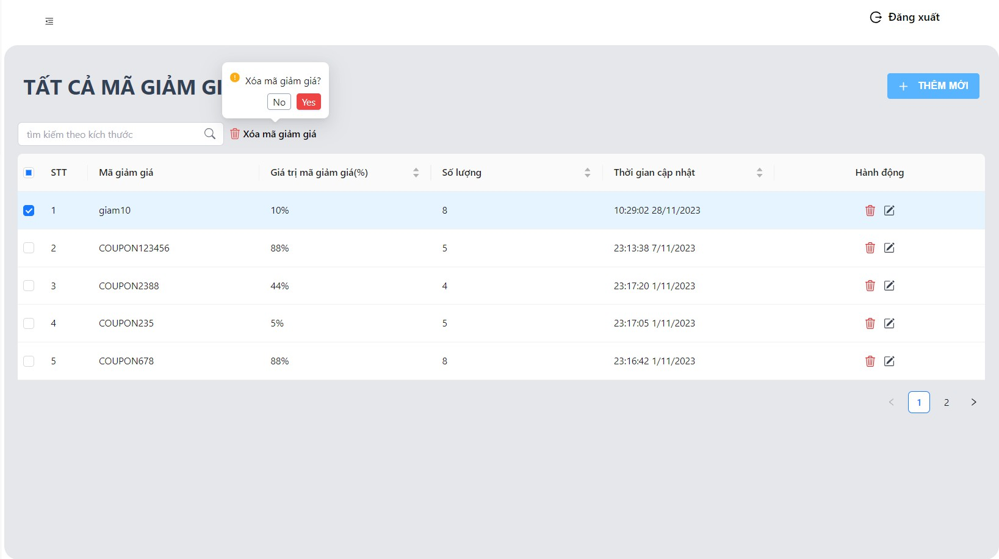 Đăng xuất
TẤT CẢ MÃ GIẢM GI
Xóa mã giảm giá?
No Yes
THÊM MỚI
tìm kiếm theo kích thước
Xóa mã giảm giá
STT Mã giảm giá Giá trị mã giảm giá(%) Số lượng Thời gian cập nhật Hành động
1 giam10 10% 8 10:29:02 28/11/2023
2 COUPON123456 88% 5 23:13:38 7/11/2023
3 COUPON2388 44% 4 23:17:20 1/11/2023
4 COUPON235 5% 5 23:17:05 1/11/2023
5 COUPON678 88% 8 23:16:42 1/11/2023
< 1 2 >